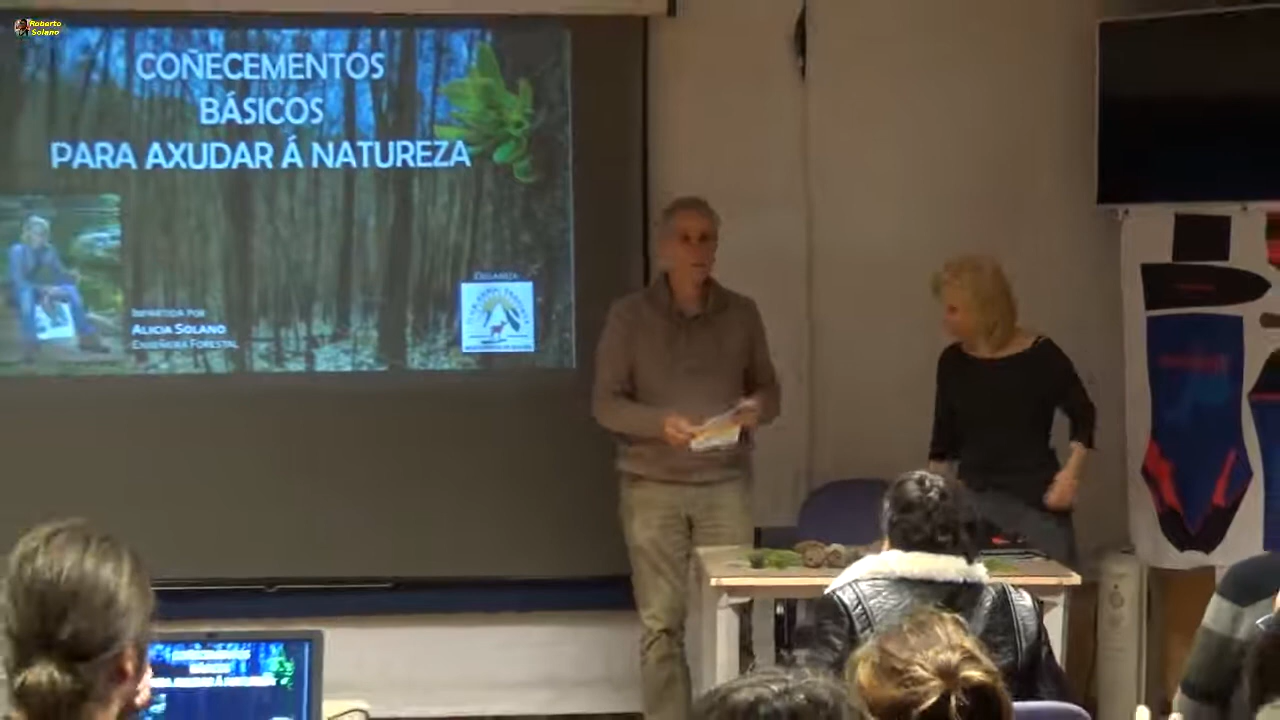 Roberto
Solano
COÑECEMENTOS
BÁSICOS
PARA AXUDAR Á NATUREZA
IMPARTIDA POR
ALICIA SOLANO
ENXEÑEIRA FORESTAL
ORGANIZA: